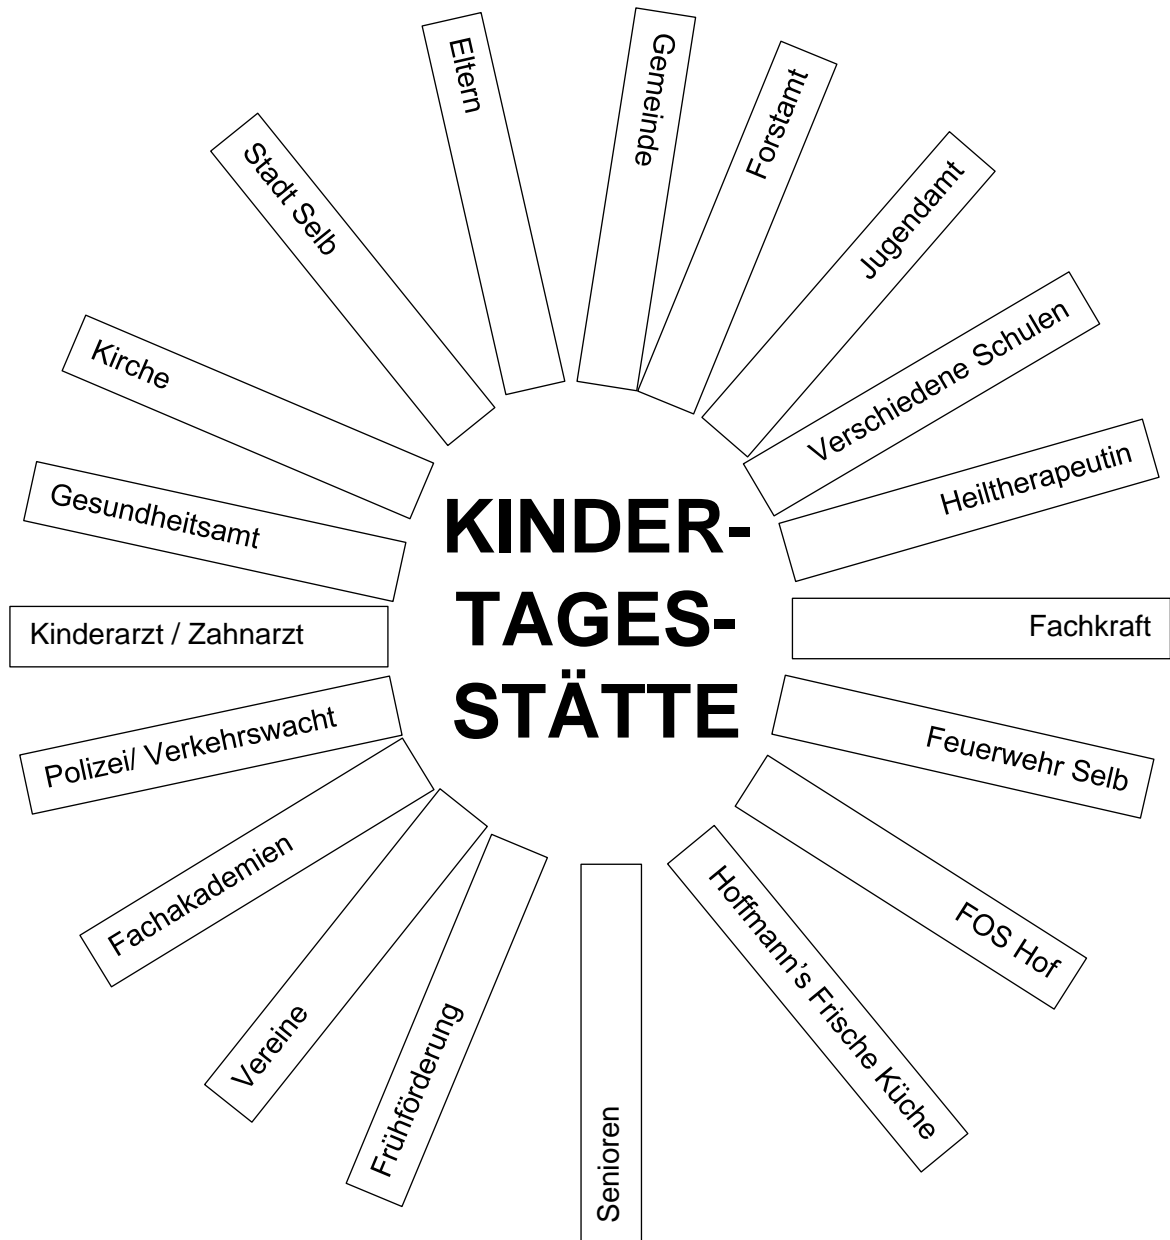 Eltern
Gemeinde
Forstamt
Jugendamt
Verschiedene Schulen
Heiltherapeutin
Fachkraft
Feuerwehr Selb
FOS Hof
Hoffmann's Frische Küche
Senioren
Frühförderung
Vereine
Fachakademien
Polizei/ Verkehrswacht
Kinderarzt / Zahnarzt
Gesundheitsamt
Kirche
Stadt Selb
KINDER-
TAGES-
STÄTTE